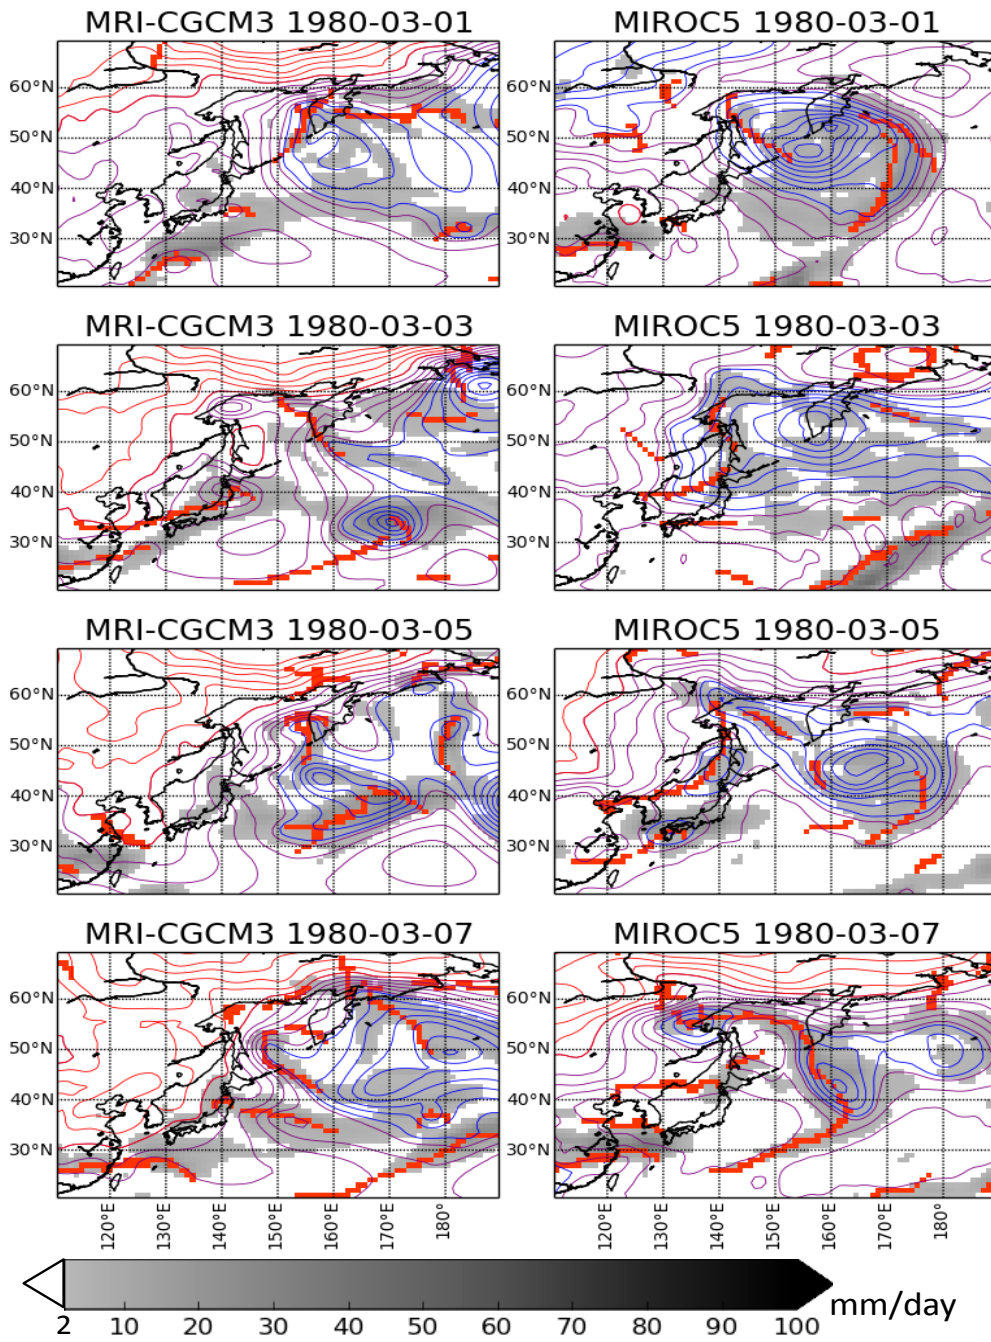 MRI-CGCM3 1980-03-01 MIROC5 1980-03-01
60°N 60°N
50°N 50°N
40°N 40°N
30°N 30°N
MRI-CGCM3 1980-03-03 MIROC5 1980-03-03
60°N 60°N
50°N 50°N
40°N 40°N
30°N 30°N
MRI-CGCM3 1980-03-05 MIROC5 1980-03-05
60°N 60°N
50°N 50°N
40°N 40°N
30°N 30°N
MRI-CGCM3 1980-03-07 MIROC5 1980-03-07
60°N 60°N
50°N 50°N
40°N 40°N
30°N 30°N
120°E 130°E 140°E 150°E 160°E 170°E 180° 120°E 130°E 140°E 150°E 160°E 170°E 180°
2 10 20 30 40 50 60 70 80 90 100 mm/day